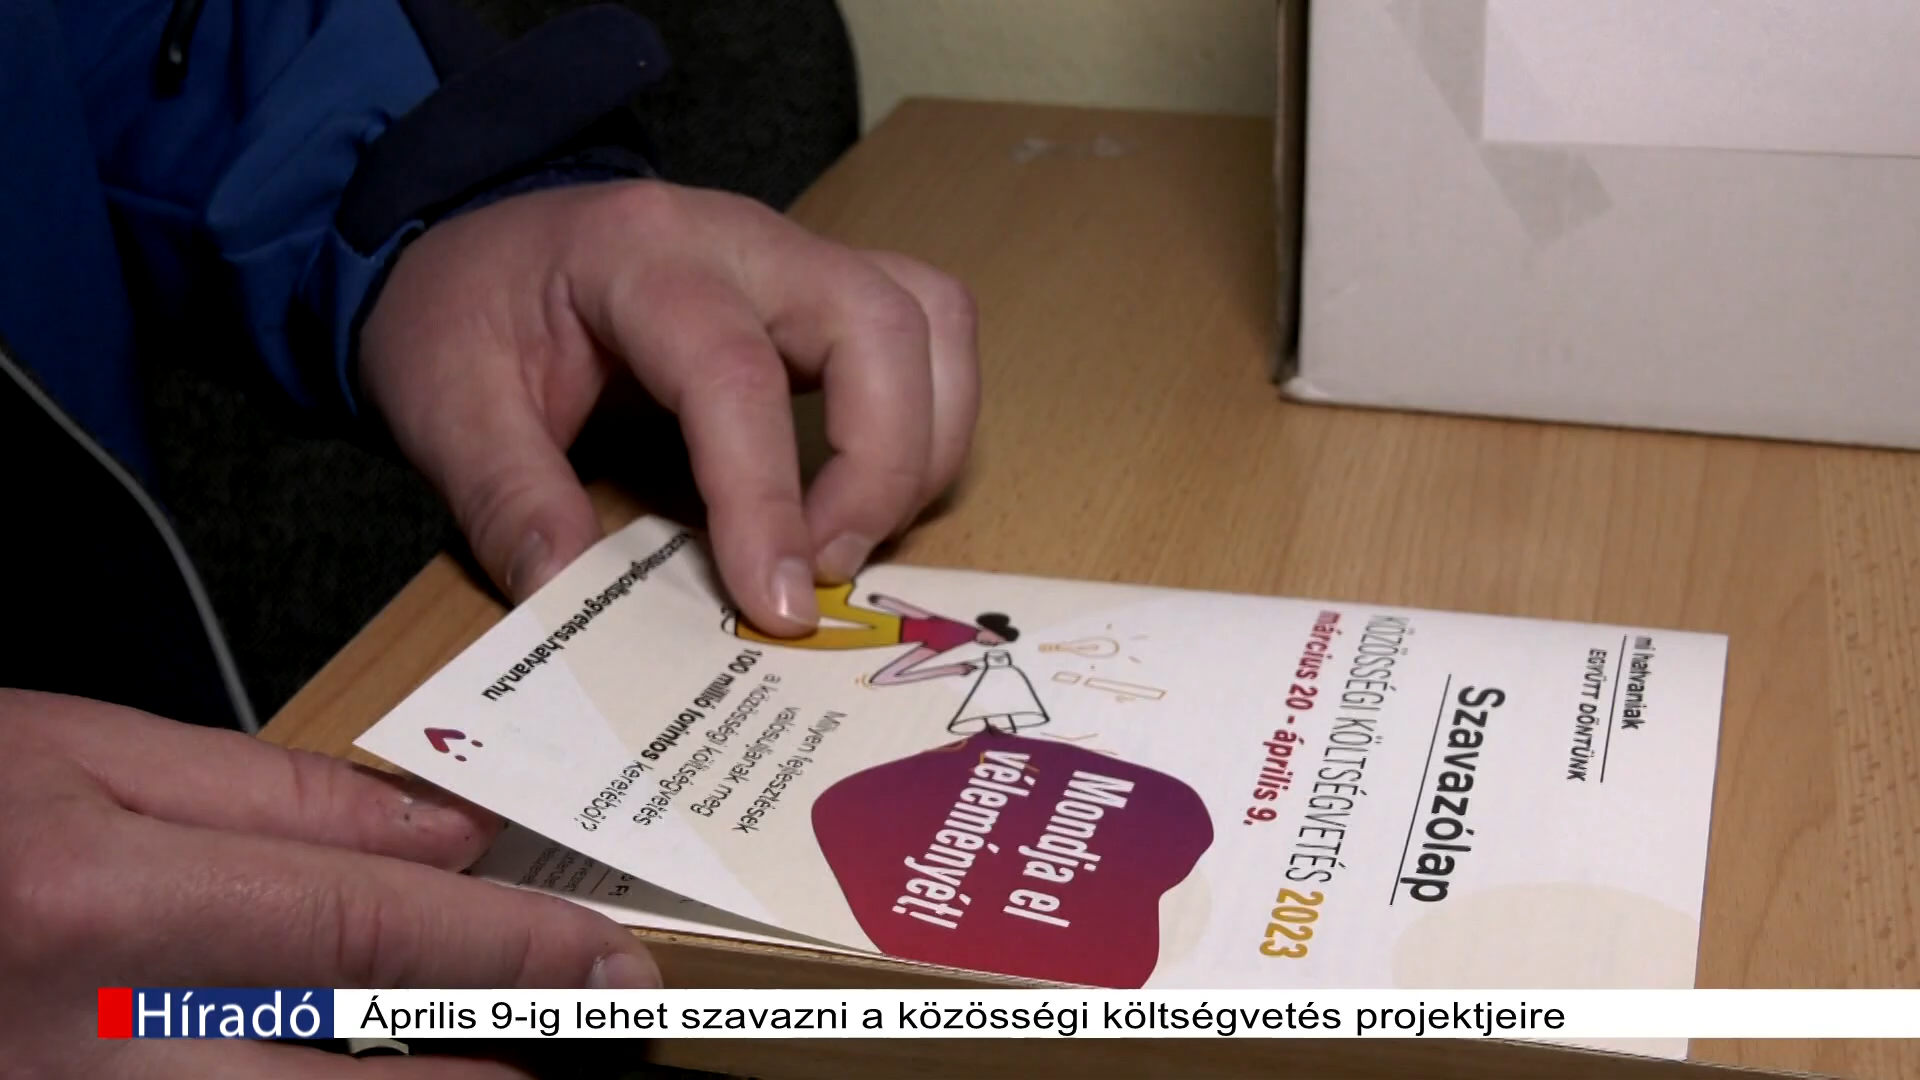 mi hatvaniak
EGYÜTT DÖNTÜNK
Szavazólap
KÖZÖSSÉGI KÖLTSÉGVETÉS 2023
március 20 - április 9.
Mondja el
véleményét!
Milyen fejlesztések
valósuljanak meg
a közösségi költségvetés
100 millió forintos keretéből?
kozossegikoltsegvetes.hatvan.hu
Híradó
Április 9-ig lehet szavazni a közösségi költségvetés projektjeire